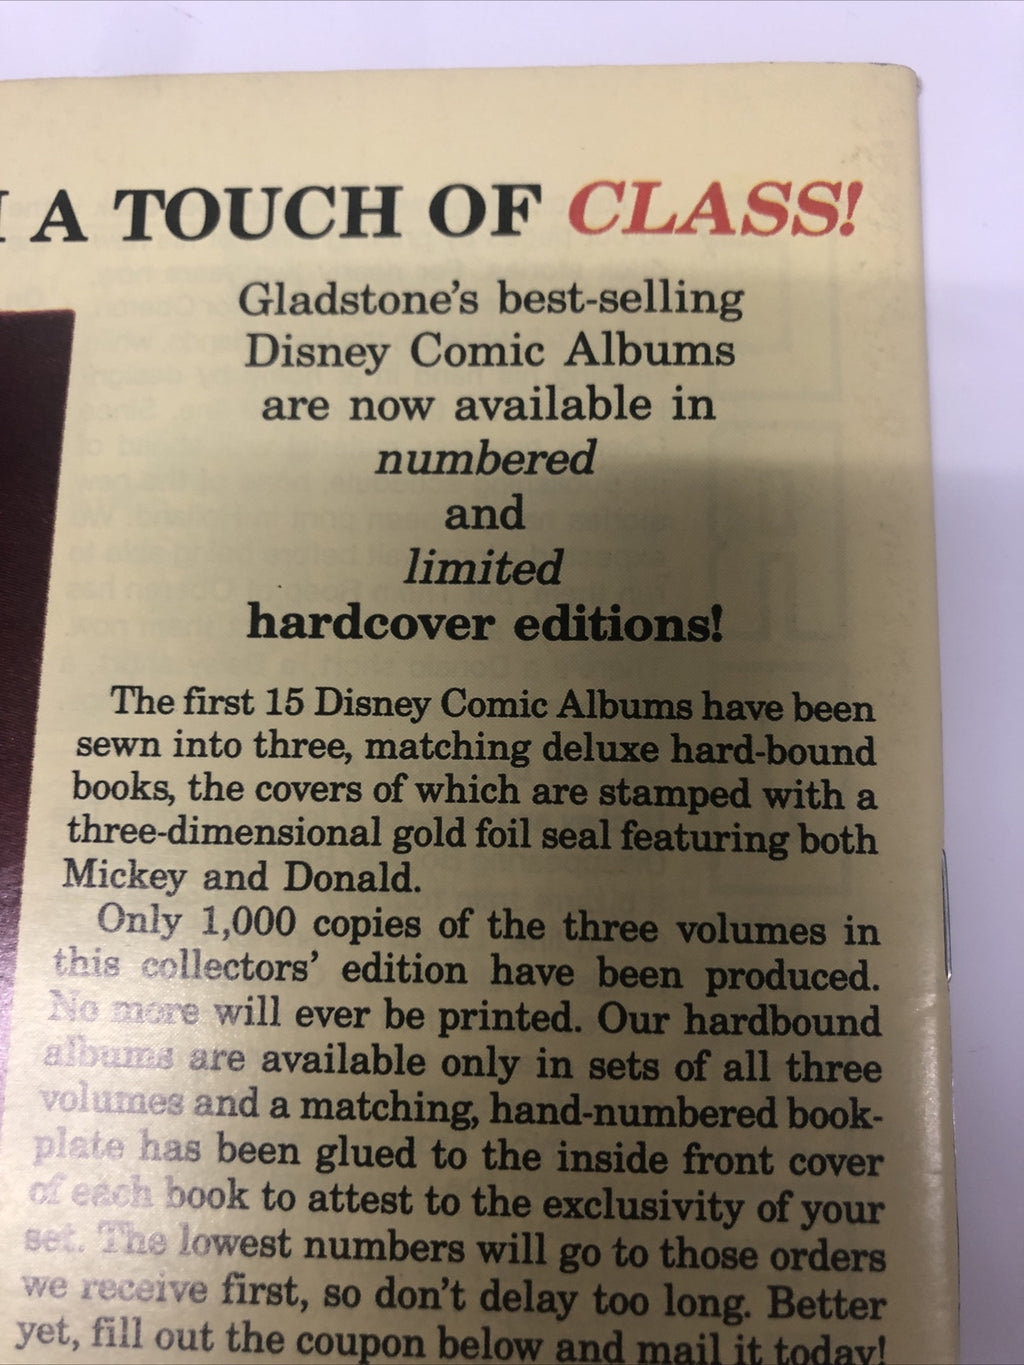 A TOUCH OF CLASS!
Gladstone's best-selling
Disney Comic Albums
are now available in
numbered
and
limited
hardcover editions!
The first 15 Disney Comic Albums have been
sewn into three, matching deluxe hard-bound
books, the covers of which are stamped with a
three-dimensional gold foil seal featuring both
Mickey and Donald.
Only 1,000 copies of the three volumes in
this collectors' edition have been produced.
No more will ever be printed. Our hardbound
albums are available only in sets of all three
volumes and a matching, hand-numbered book-
plate has been glued to the inside front cover
of each book to attest to the exclusivity of your
set. The lowest numbers will go to those orders
we receive first, so don't delay too long. Better
yet, fill out the coupon below and mail it today!